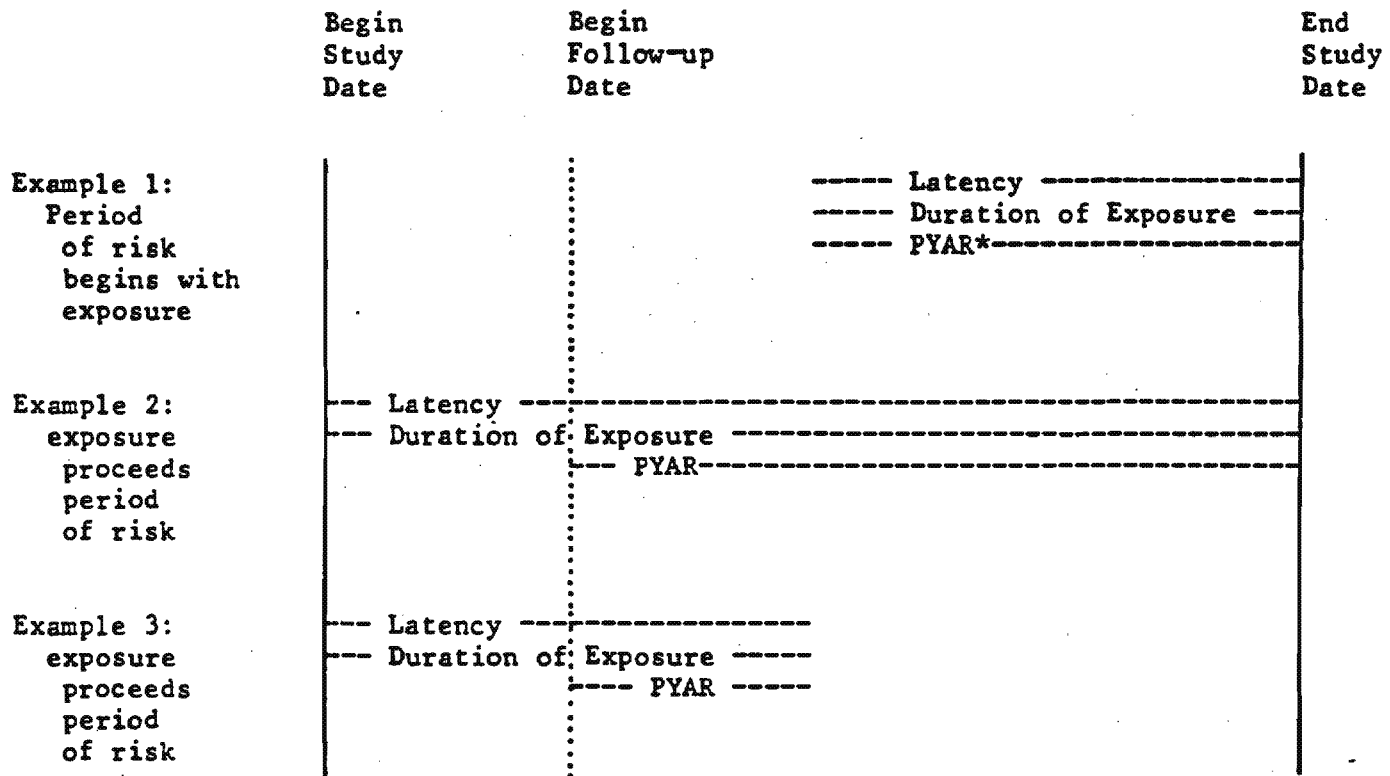 Begin Begin End
Study Follow-up Study
Date Date Date
Example 1: ----- Latency ----------------
Period ----- Duration of Exposure ---
of risk ----- PYAR*-------------------
begins with
exposure
Example 2: --- Latency ------------------------------------------------
exposure --- Duration of Exposure -----------------------------------
proceeds --- PYAR-------------------------------------
period
of risk
Example 3: --- Latency ------------------
exposure --- Duration of Exposure -----
proceeds ---- PYAR -----
period
of risk